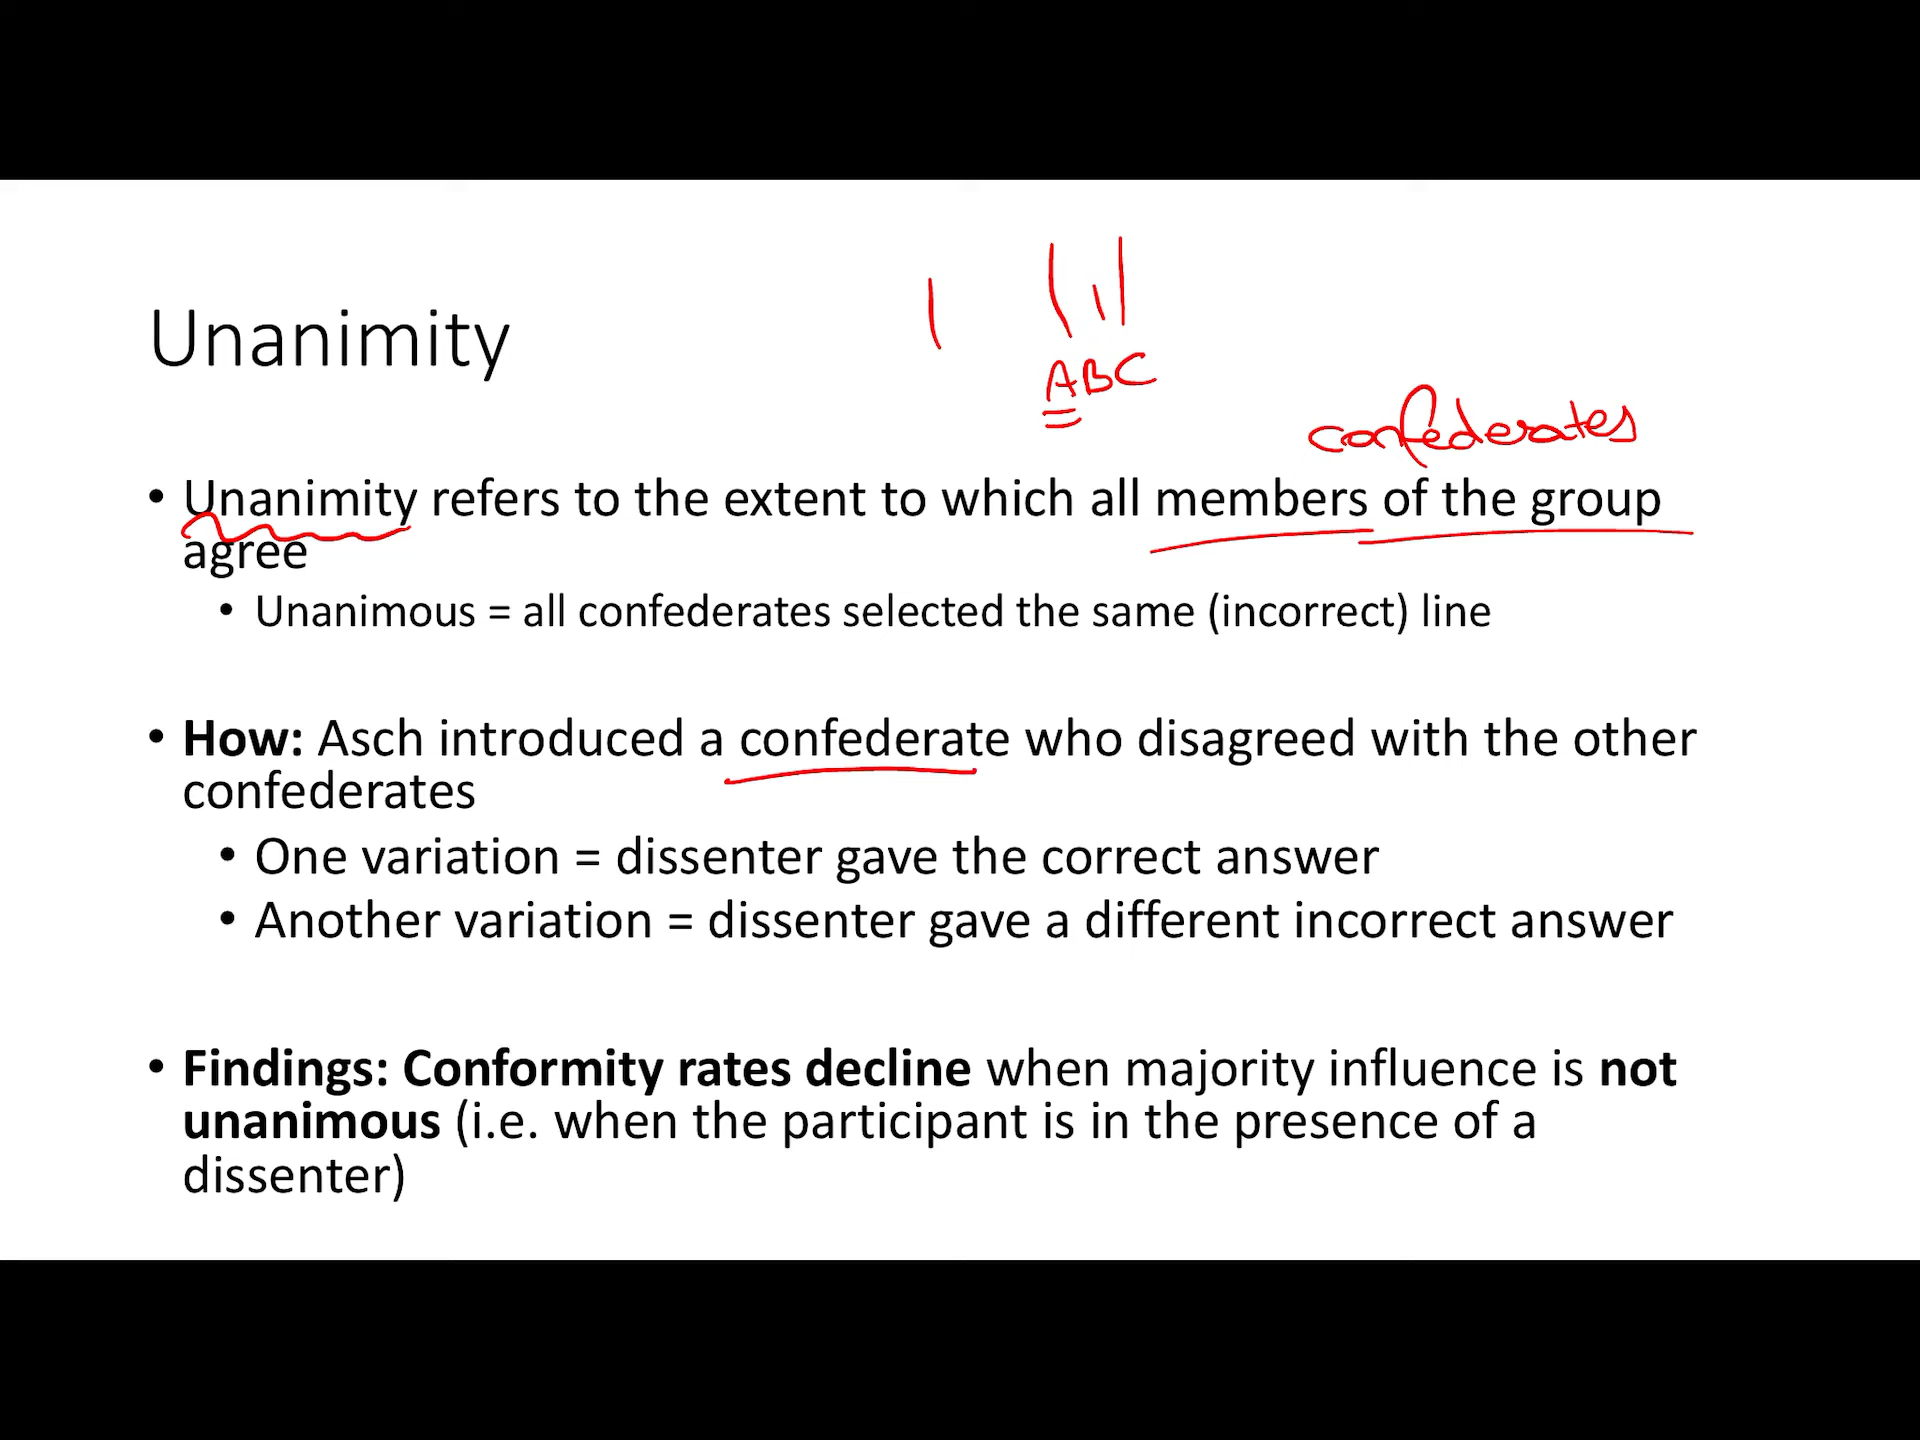 Unanimity
ABC
confederates
• Unanimity refers to the extent to which all members of the group
agree
• Unanimous = all confederates selected the same (incorrect) line
• How: Asch introduced a confederate who disagreed with the other
confederates
• One variation = dissenter gave the correct answer
• Another variation = dissenter gave a different incorrect answer
• Findings: Conformity rates decline when majority influence is not
unanimous (i.e. when the participant is in the presence of a
dissenter)